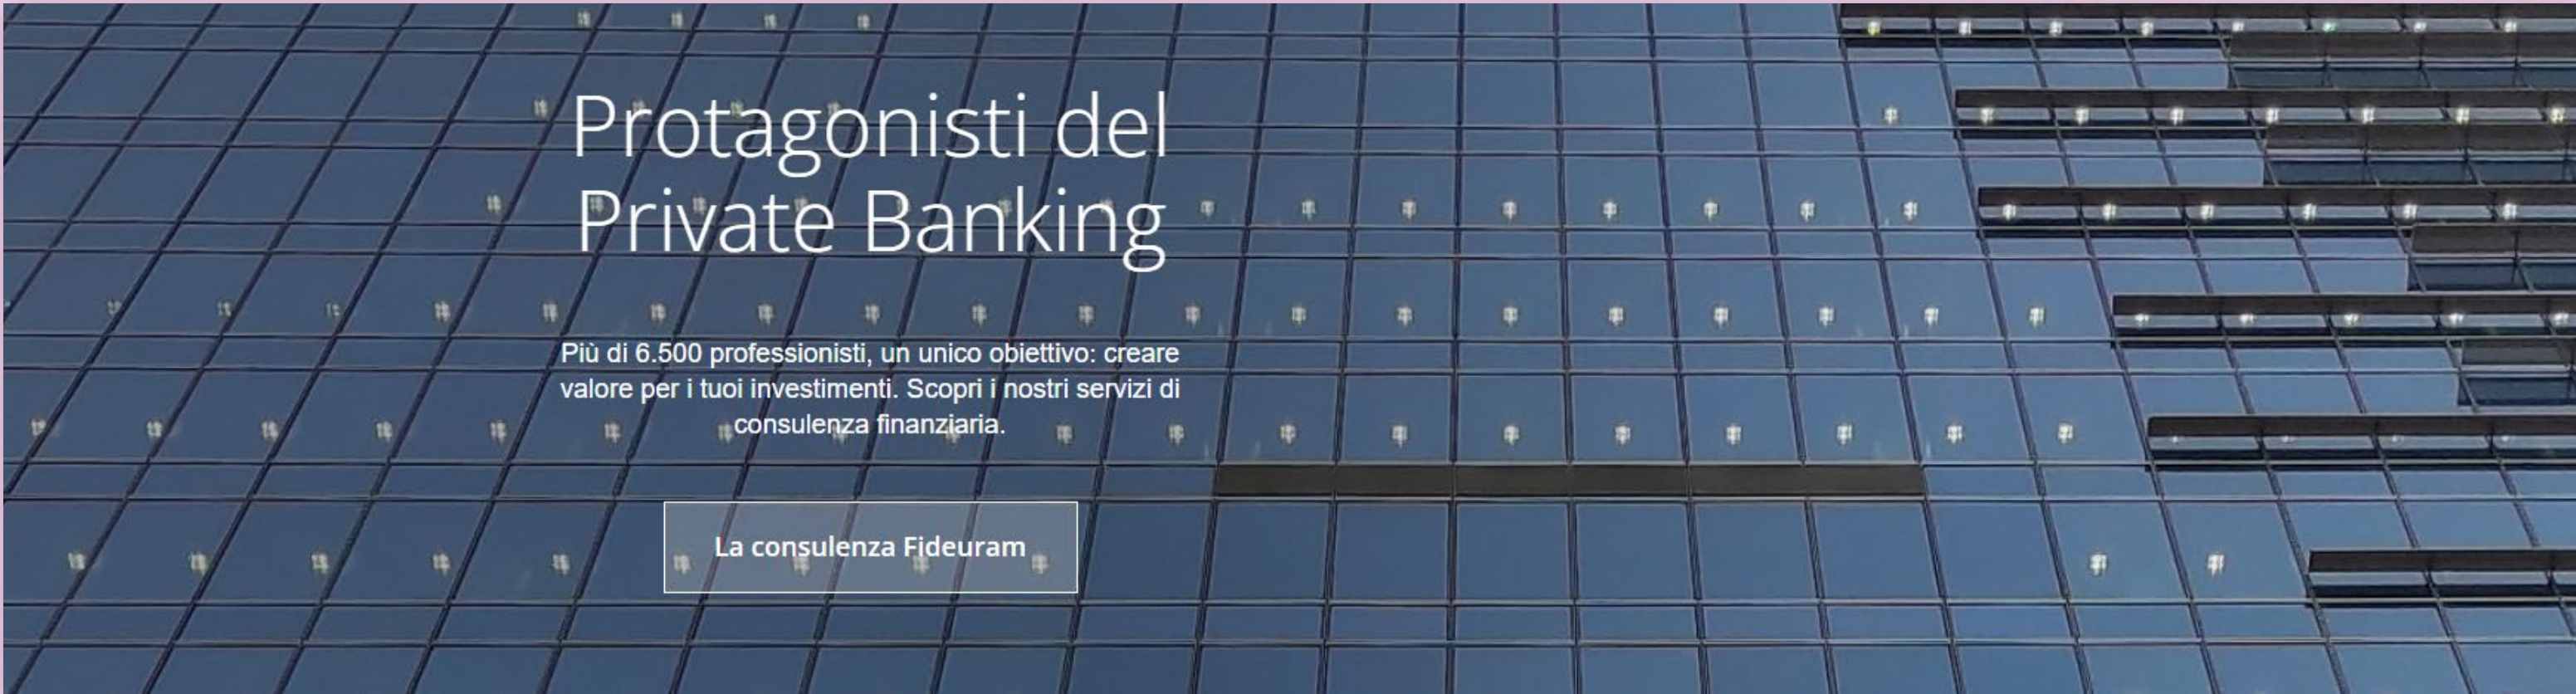 Protagonisti del
Private Banking
Più di 6.500 professionisti, un unico obiettivo: creare
valore per i tuoi investimenti. Scopri i nostri servizi di
consulenza finanziaria.
La consulenza Fideuram